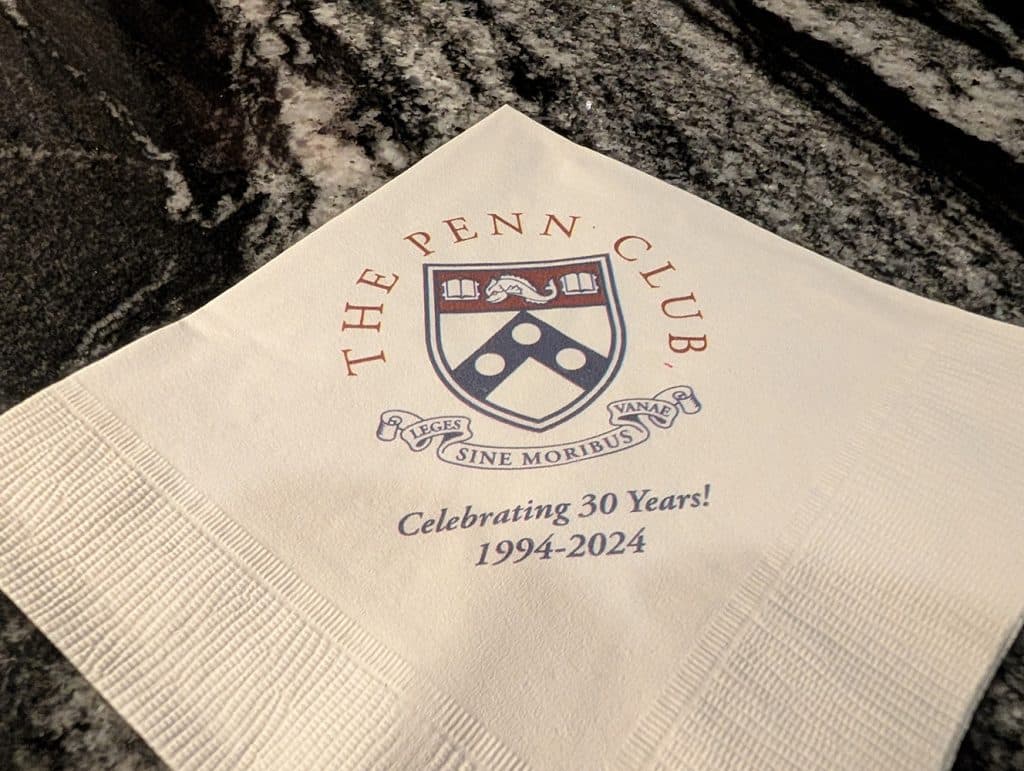 THE PENN CLUB
LEGES
SINE MORIBUS
VANAE
Celebrating 30 Years!
1994-2024